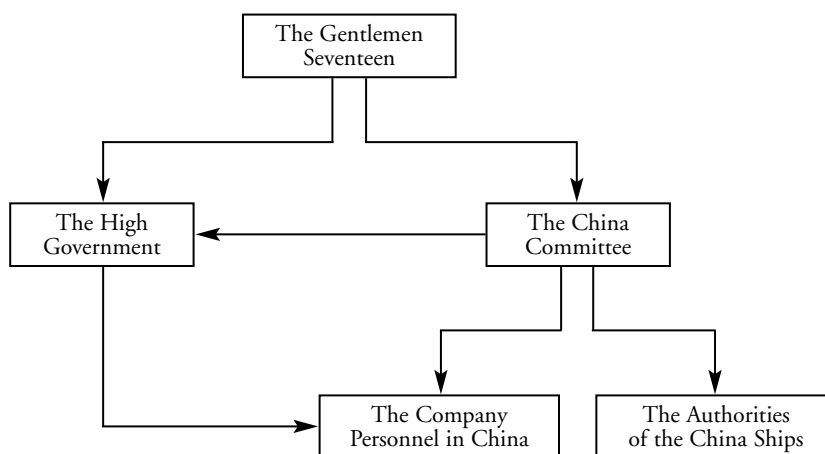 The Gentlemen
Seventeen
The High
Government
The China
Committee
The Company
Personnel in China
The Authorities
of the China Ships